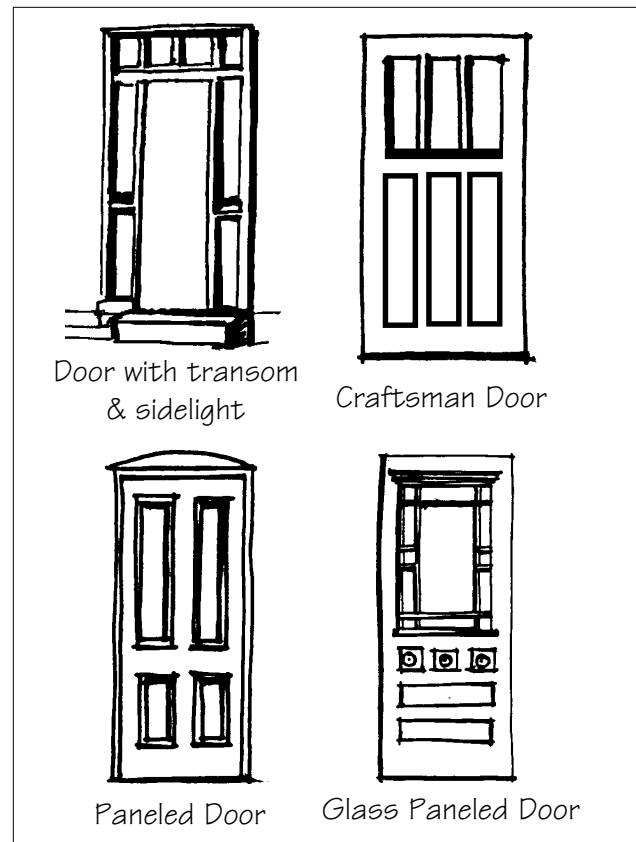 Door with transom
& sidelight
Craftsman Door
Paneled Door
Glass Paneled Door